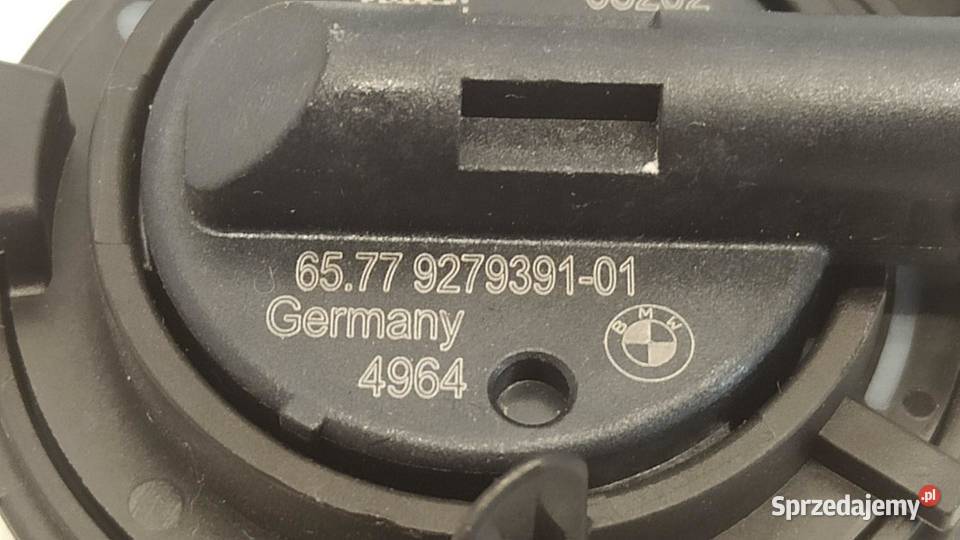 65.77 9279391-01
Germany
4964
BMW
Sprzedajemy.pl